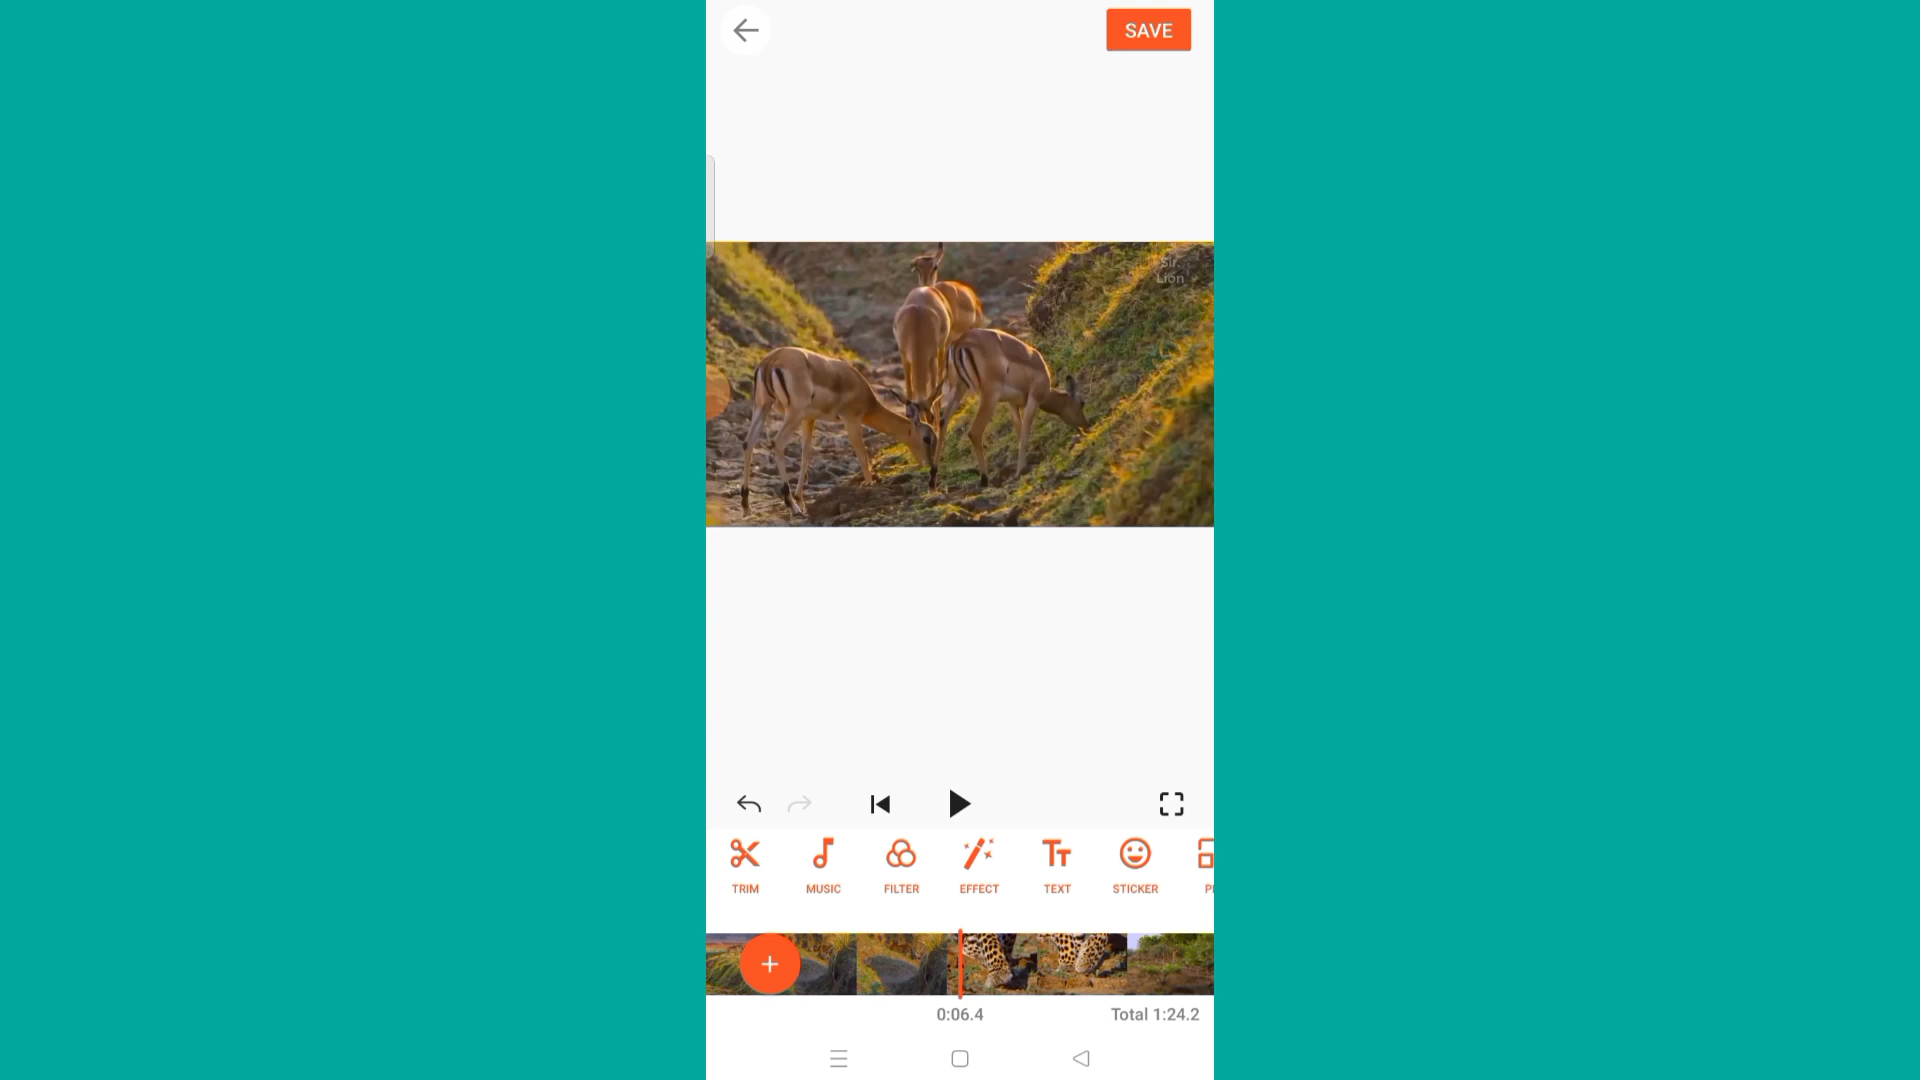 SAVE
Sir.
Lion
TRIM
MUSIC
FILTER
EFFECT
TEXT
STICKER
0:06.4
Total 1:24.2